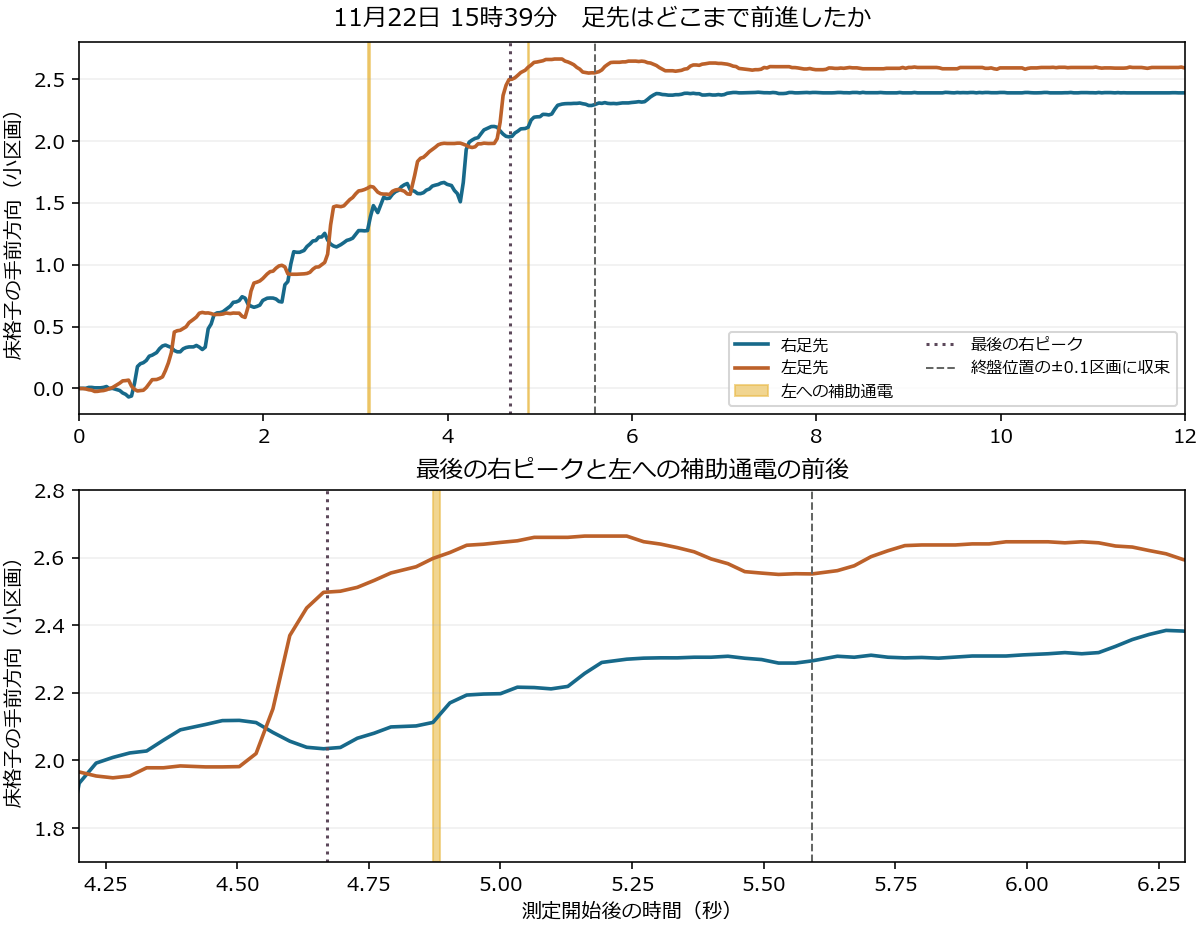 11月22日 15時39分　足先はどこまで前進したか
床格子の手前方向（小区画）
2.5
2.0
1.5
1.0
0.5
0.0
右足先
左足先
左への補助通電
最後の右ピーク
終盤位置の±0.1区画に収束
0 2 4 6 8 10 12
最後の右ピークと左への補助通電の前後
床格子の手前方向（小区画）
2.8
2.6
2.4
2.2
2.0
1.8
4.25 4.50 4.75 5.00 5.25 5.50 5.75 6.00 6.25
測定開始後の時間（秒）